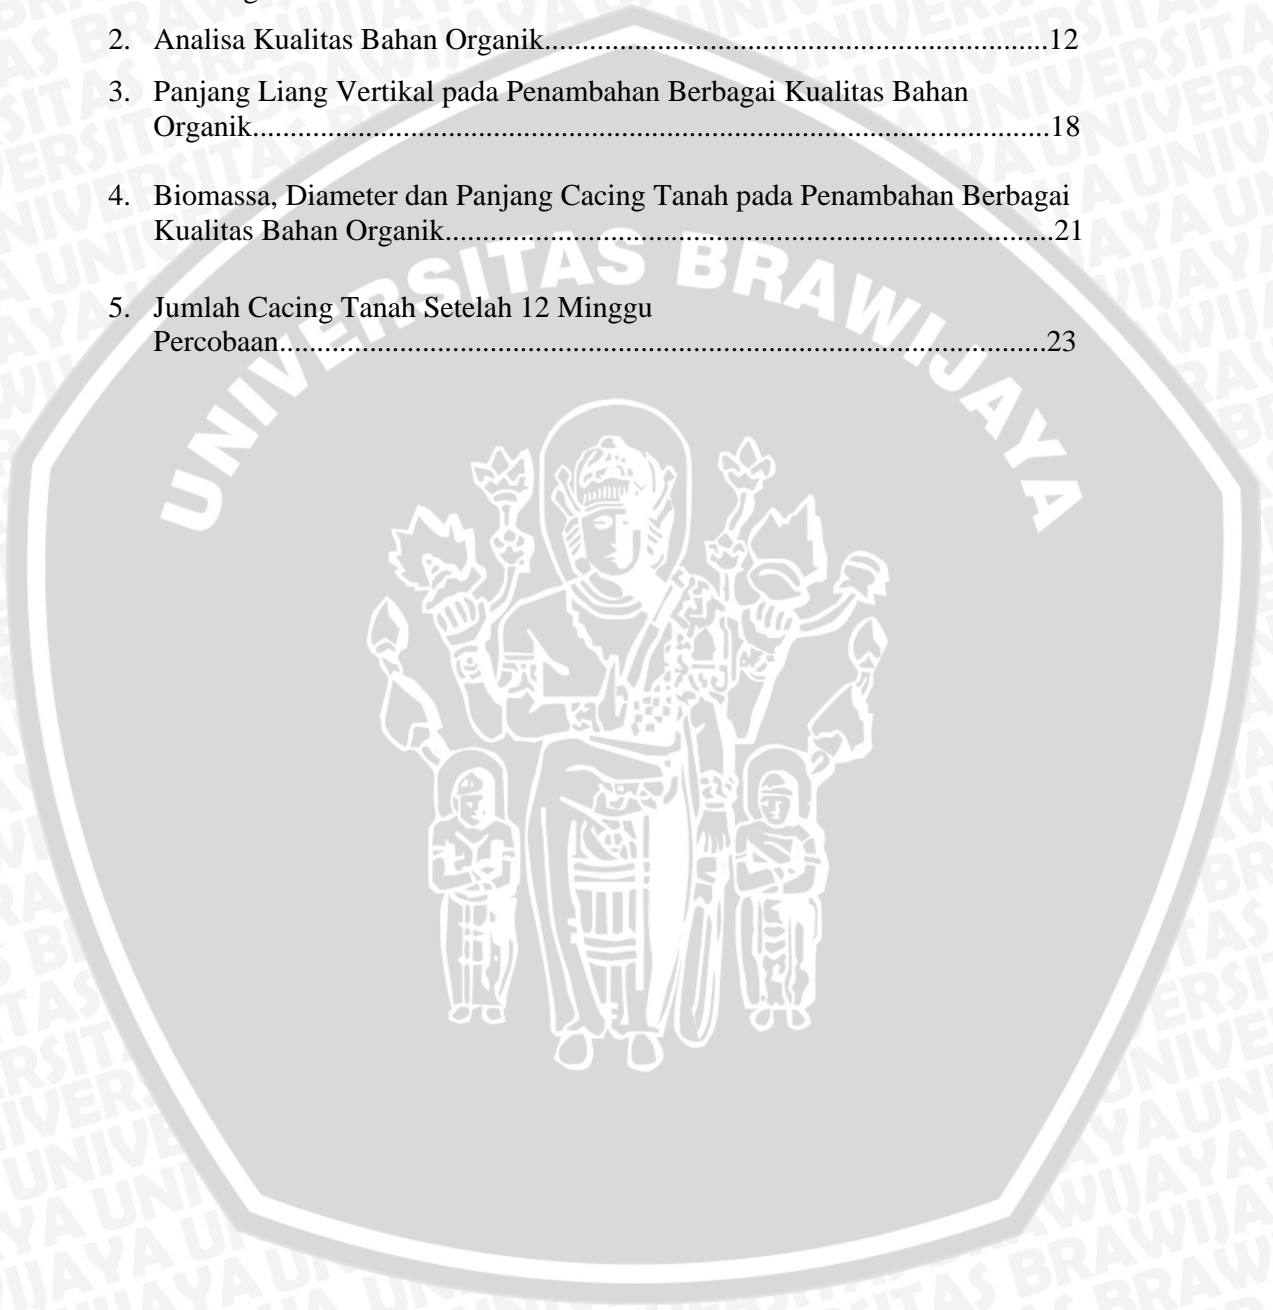 2. Analisa Kualitas Bahan Organik...................................................................12
3. Panjang Liang Vertikal pada Penambahan Berbagai Kualitas Bahan
Organik..........................................................................................................18
4. Biomassa, Diameter dan Panjang Cacing Tanah pada Penambahan Berbagai
Kualitas Bahan Organik.................................................................................21
5. Jumlah Cacing Tanah Setelah 12 Minggu
Percobaan......................................................................................................23
UNIVERSITAS BRAWIJAYA